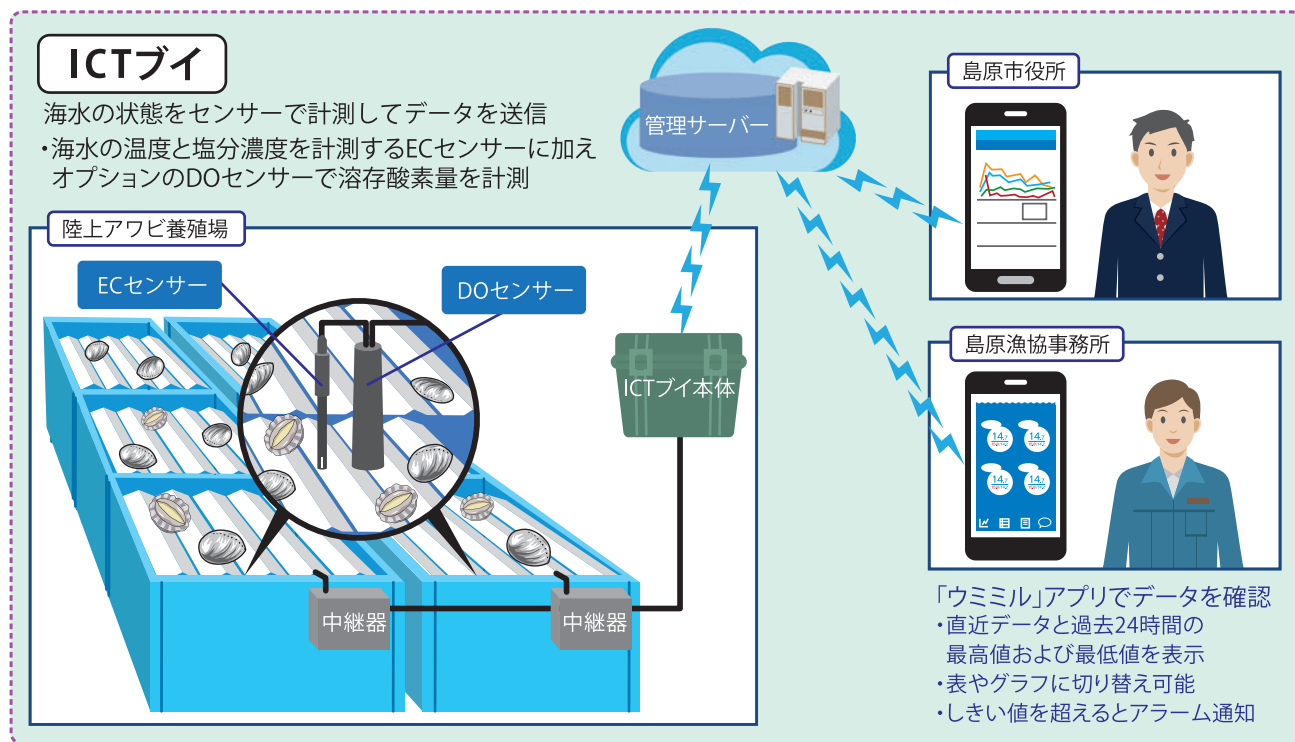 ICTブイ
海水の状態をセンサーで計測してデータを送信
・海水の温度と塩分濃度を計測するECセンサーに加え
オプションのDOセンサーで溶存酸素量を計測
管理サーバー
陸上アワビ養殖場
ECセンサー
DOセンサー
ICTブイ本体
中継器
中継器
島原市役所
島原漁協事務所
14.7
14.7
14.7
14.7
「ウミミル」アプリでデータを確認
・直近データと過去24時間の
最高値および最低値を表示
・表やグラフに切り替え可能
・しきい値を超えるとアラーム通知